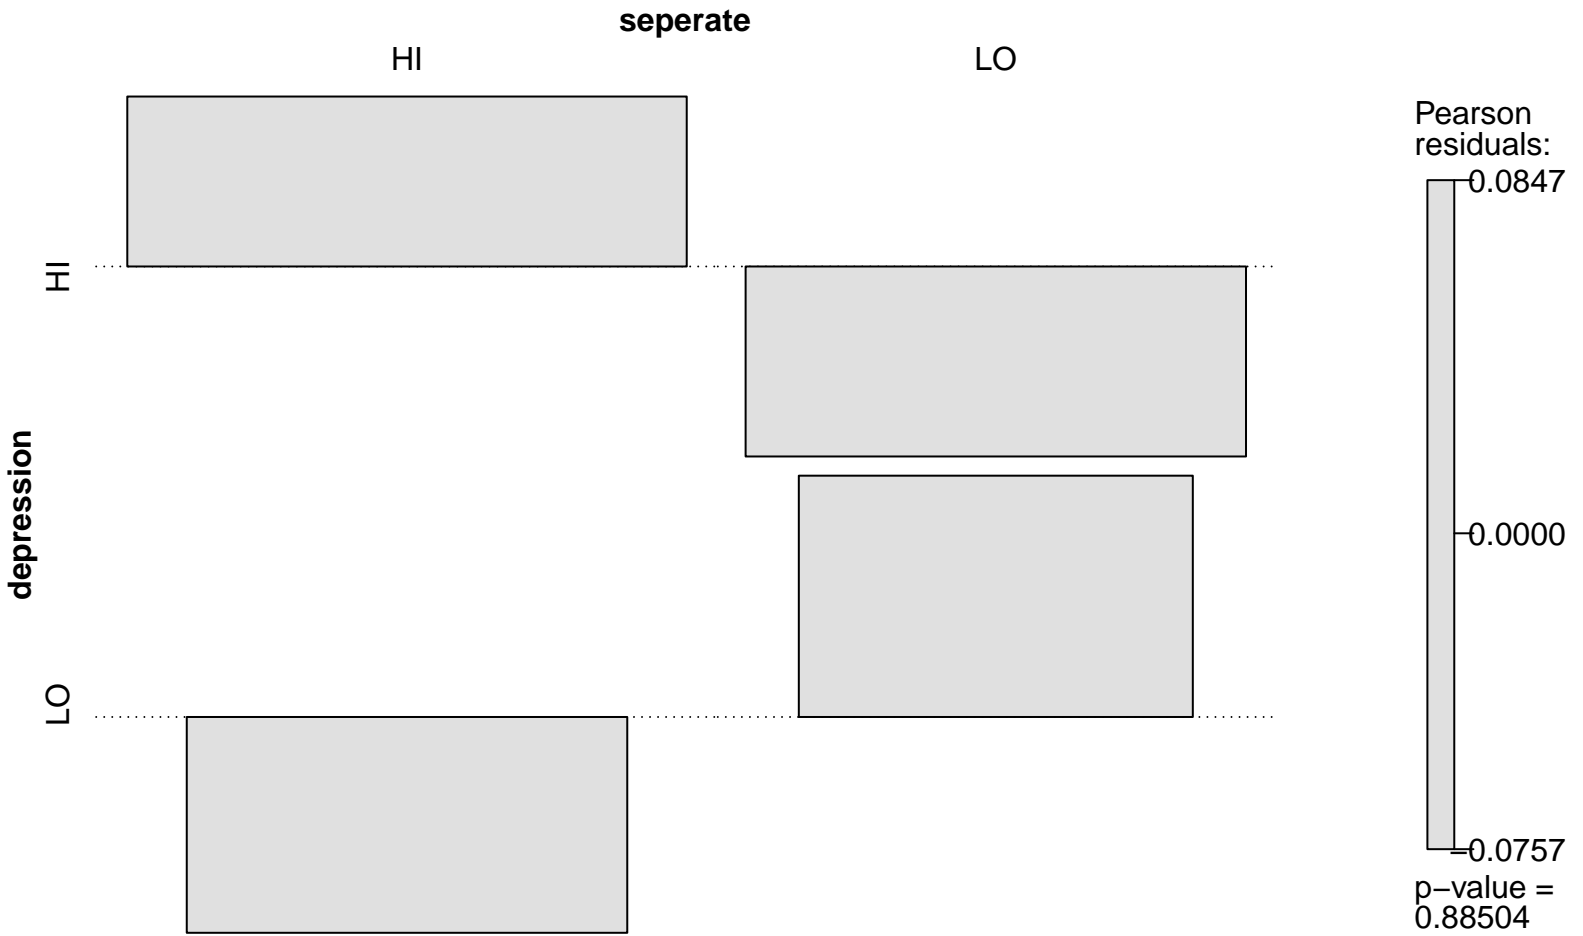 seperate
HI
LO
HI
depression
LO
Pearson
residuals:
0.0847
0.0000
−0.0757
p−value =
0.88504